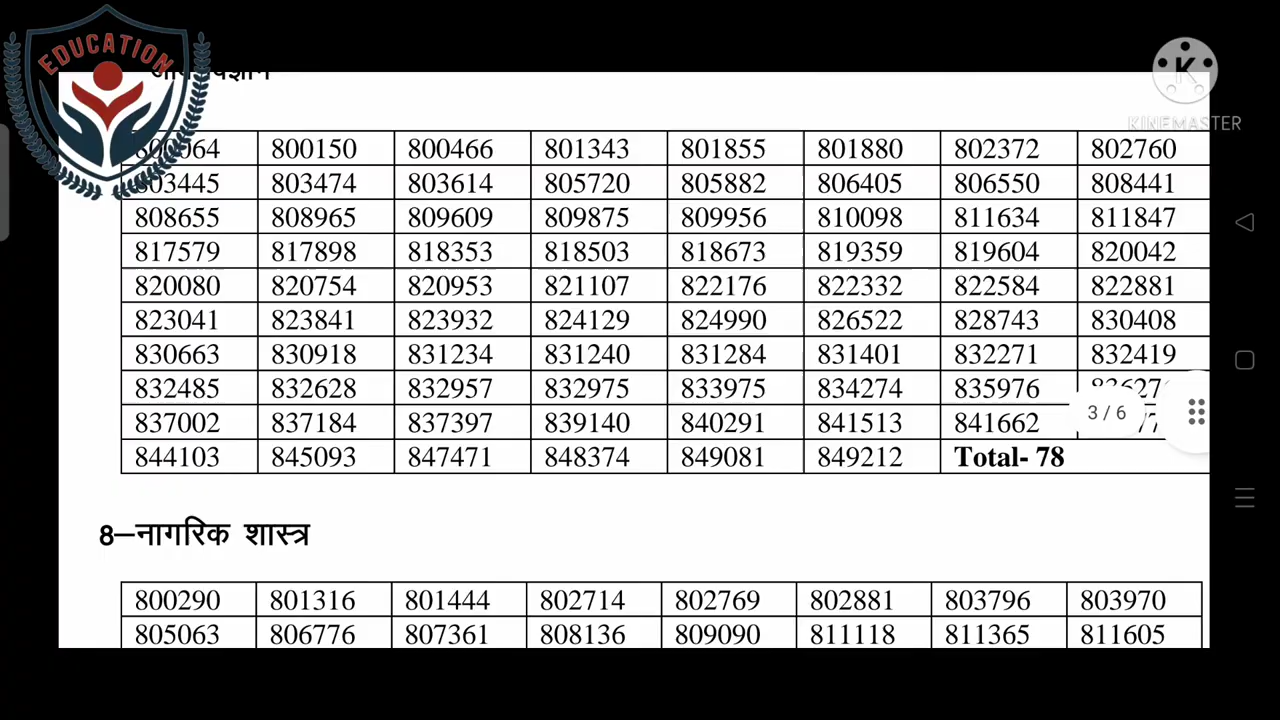 EDUCATION
KINEMASTER
800150 800466 801343 801855 801880 802372 802760
803445 803474 803614 805720 805882 806405 806550 808441
808655 808965 809609 809875 809956 810098 811634 811847
817579 817898 818353 818503 818673 819359 819604 820042
820080 820754 820953 821107 822176 822332 822584 822881
823041 823841 823932 824129 824990 826522 828743 830408
830663 830918 831234 831240 831284 831401 832271 832419
832485 832628 832957 832975 833975 834274 835976
837002 837184 837397 839140 840291 841513 841662
3 / 6
844103 845093 847471 848374 849081 849212 Total- 78
8–नागरिक शास्त्र
800290 801316 801444 802714 802769 802881 803796 803970
805063 806776 807361 808136 809090 811118 811365 811605